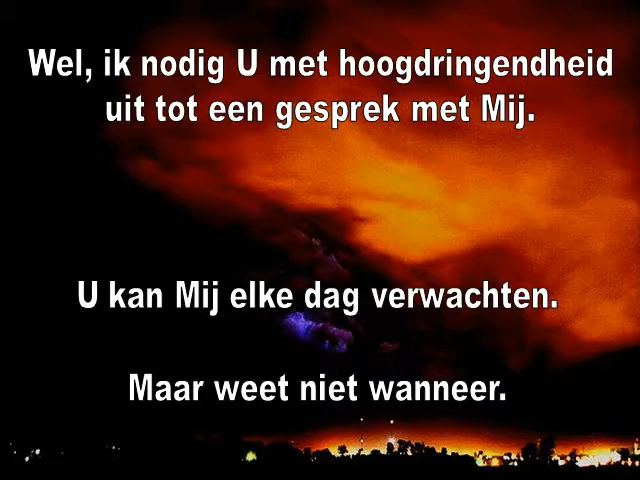 Wel, ik nodig U met hoogdringendheid
uit tot een gesprek met Mij.
U kan Mij elke dag verwachten.
Maar weet niet wanneer.